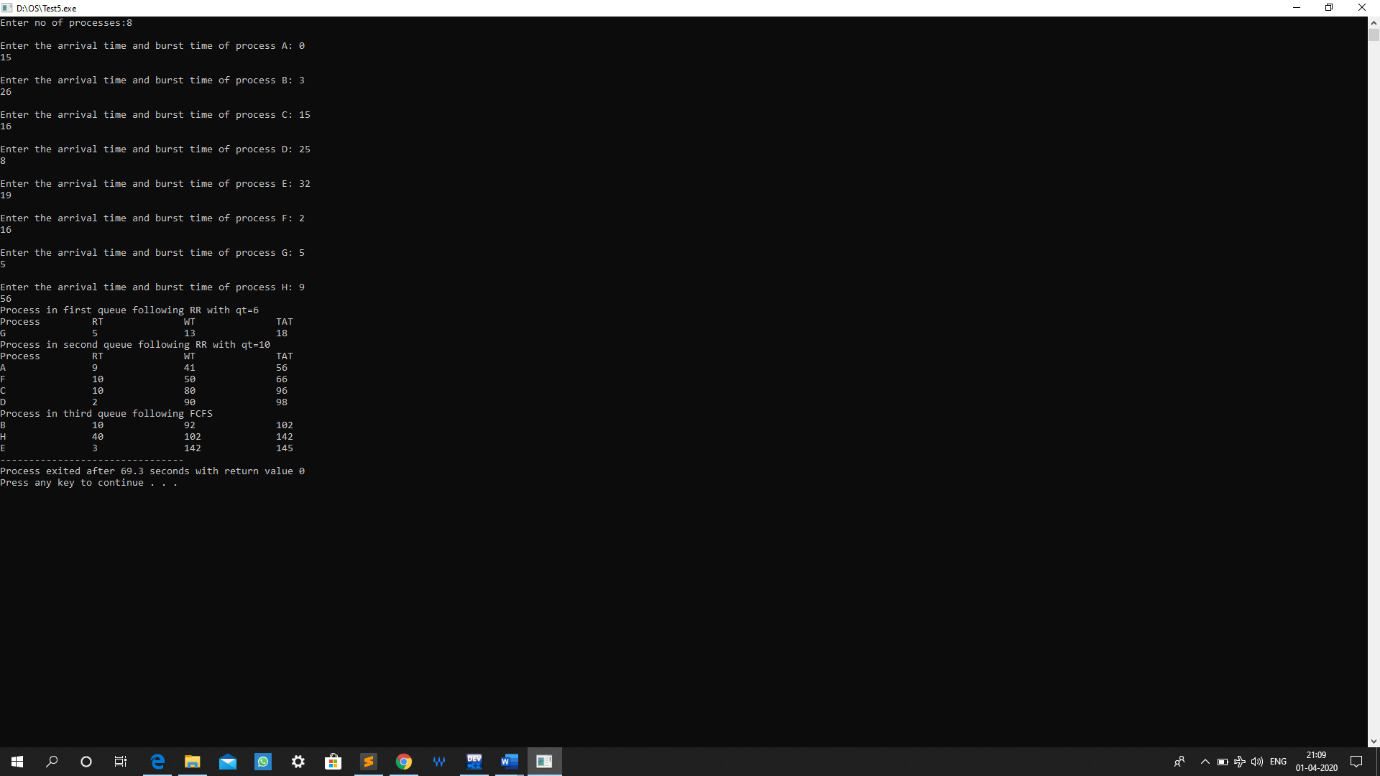 D:\OS\Test5.exe
Enter no of processes:8
Enter the arrival time and burst time of process A: 0
15
Enter the arrival time and burst time of process B: 3
26
Enter the arrival time and burst time of process C: 15
16
Enter the arrival time and burst time of process D: 25
8
Enter the arrival time and burst time of process E: 32
19
Enter the arrival time and burst time of process F: 2
16
Enter the arrival time and burst time of process G: 5
5
Enter the arrival time and burst time of process H: 9
56
Process in first queue following RR with qt=6
Process RT WT TAT
G 5 13 18
Process in second queue following RR with qt=10
Process RT WT TAT
A 9 41 56
F 10 50 66
C 10 80 96
D 2 90 98
Process in third queue following FCFS
B 10 92 102
H 40 102 142
E 3 142 145
--------------------------------
Process exited after 69.3 seconds with return value 0
Press any key to continue . . .
DEV
W
ENG
21:09
01-04-2020